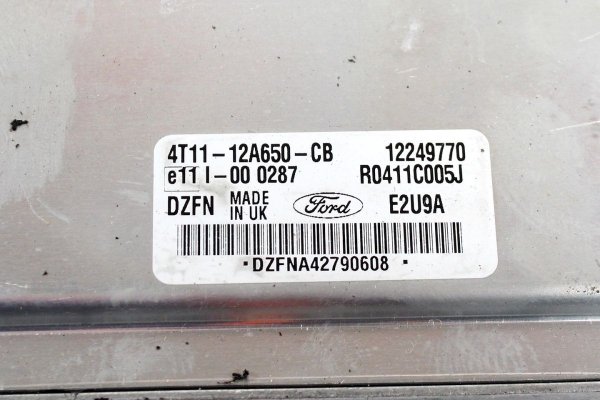 4T11-12A650-CB 12249770
e11 I-00 0287 R0411C005J
DZFN MADE IN UK Ford E2U9A
·DZFNA42790608·